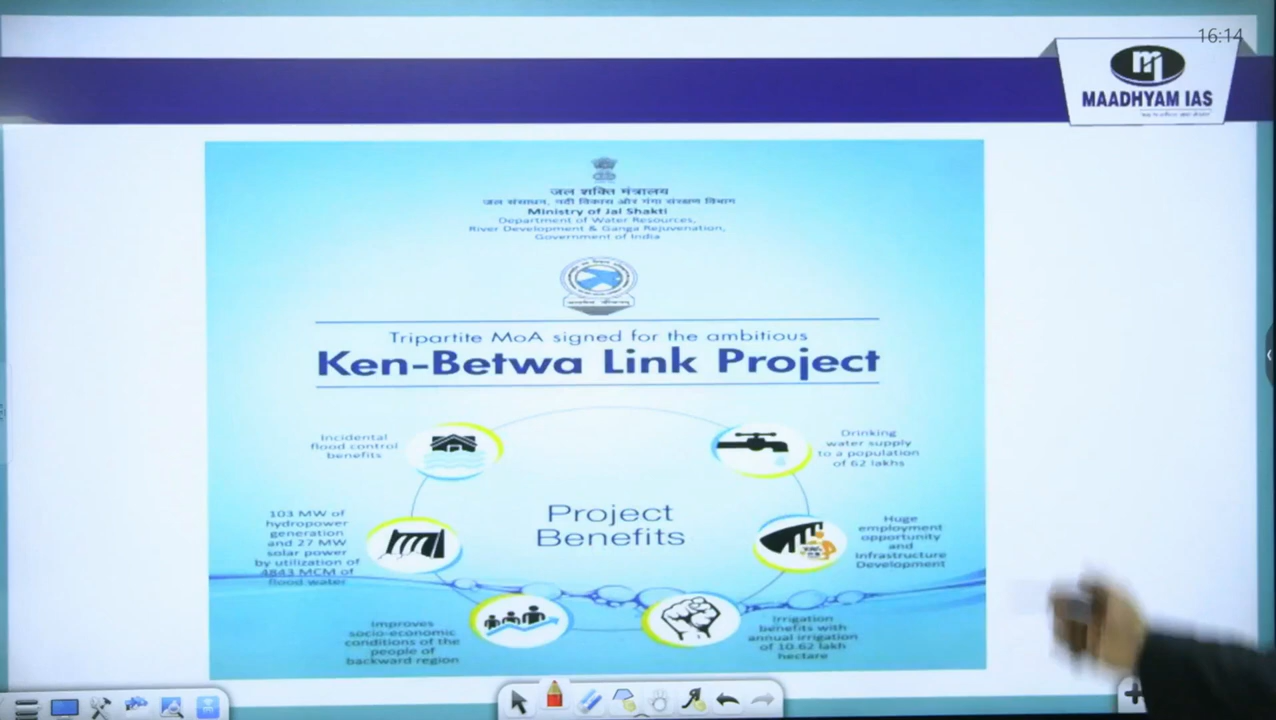 16:14
MAADHYAM IAS
जल शक्ति मंत्रालय
जल संसाधन, नदी विकास और गंगा संरक्षण विभाग
Ministry of Jal Shakti
Department of Water Resources,
River Development & Ganga Rejuvenation,
Government of India
Tripartite MoA signed for the ambitious
Ken-Betwa Link Project
Incidental
flood control
benefits
Drinking
water supply
to a population
of 62 lakhs
103 MW of
hydropower
generation
and 27 MW
solar power
by utilization of
4843 MCM of
flood water
Project
Benefits
Huge
employment
opportunity
and
Infrastructure
Development
Improves
socio-economic
conditions of the
people of
backward region
Irrigation
benefits with
annual irrigation
of 10.62 lakh
hectare